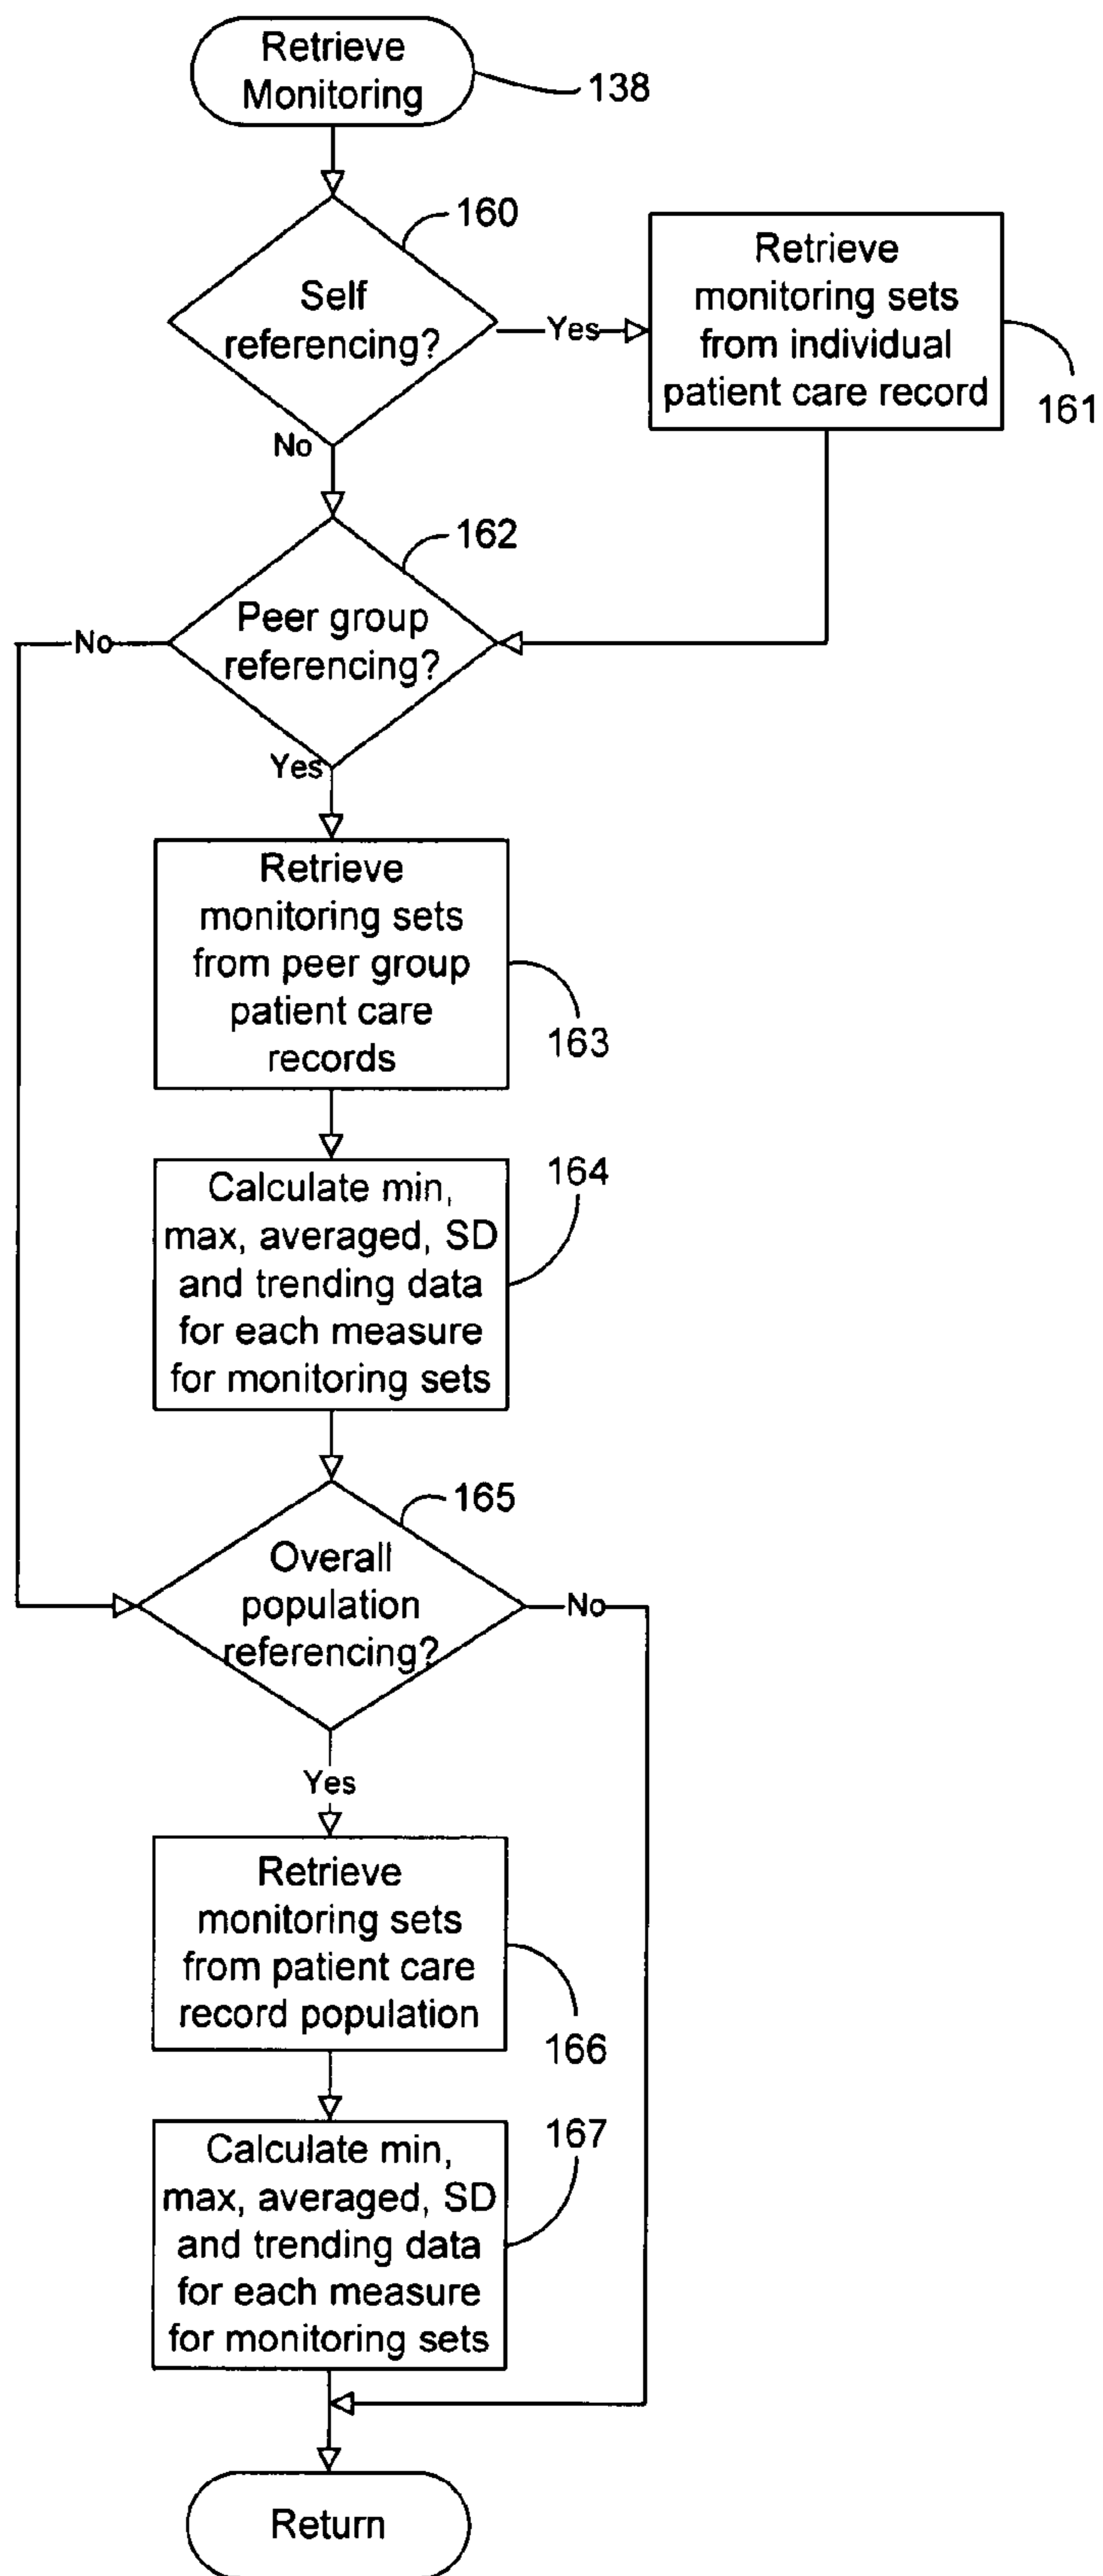 Retrieve
Monitoring
138
160
Self
referencing?
Yes
Retrieve
monitoring sets
from individual
patient care record
161
No
162
Peer group
referencing?
No
Yes
Retrieve
monitoring sets
from peer group
patient care
records
163
164
Calculate min,
max, averaged, SD
and trending data
for each measure
for monitoring sets
165
Overall
population
referencing?
No
Yes
Retrieve
monitoring sets
from patient care
record population
166
167
Calculate min,
max, averaged, SD
and trending data
for each measure
for monitoring sets
Return